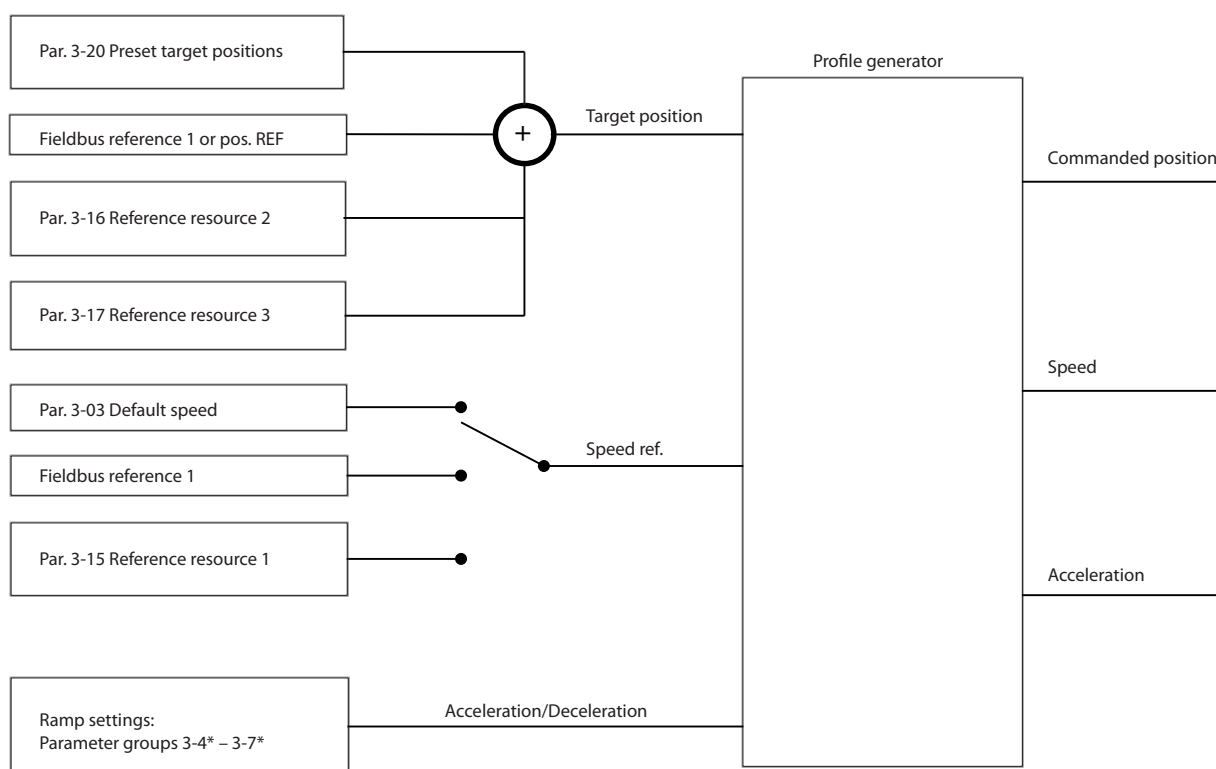 Par. 3-20 Preset target positions
Fieldbus reference 1 or pos. REF
Par. 3-16 Reference resource 2
Par. 3-17 Reference resource 3
+
Target position
Par. 3-03 Default speed
Fieldbus reference 1
Par. 3-15 Reference resource 1
Speed ref.
Ramp settings:
Parameter groups 3-4* – 3-7*
Acceleration/Deceleration
Profile generator
Commanded position
Speed
Acceleration